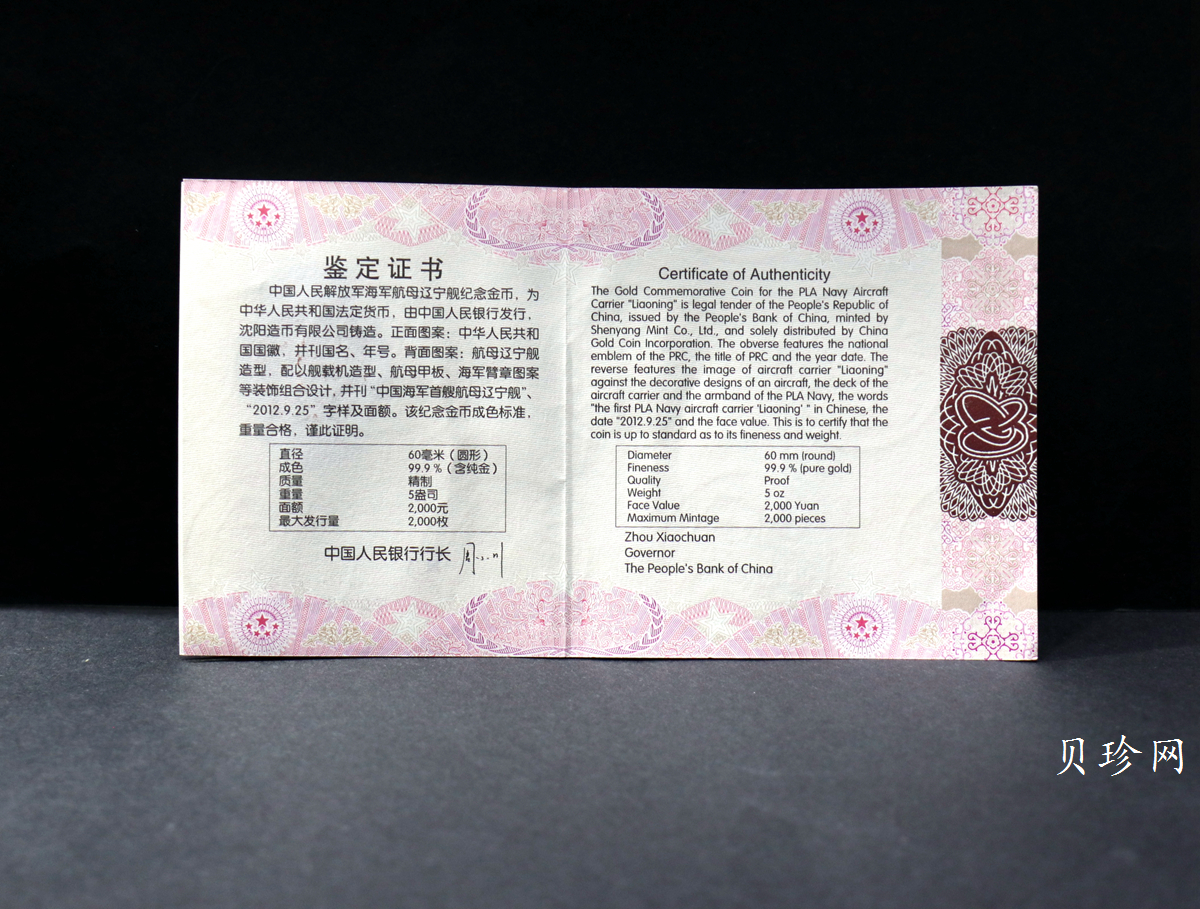 鉴定证书
中国人民解放军海军航母辽宁舰纪念金币，为
中华人民共和国法定货币，由中国人民银行发行，
沈阳造币有限公司铸造。正面图案：中华人民共和
国国徽，并刊国名、年号。背面图案：航母辽宁舰
造型，配以舰载机造型、航母甲板、海军臂章图案
等装饰组合设计，并刊“中国海军首艘航母辽宁舰”、
“2012.9.25”字样及面额。该纪念金币成色标准，
重量合格，谨此证明。
直径 60毫米（圆形）
成色 99.9％（含纯金）
质量 精制
重量 5盎司
面额 2,000元
最大发行量 2,000枚
中国人民银行行长
Certificate of Authenticity
The Gold Commemorative Coin for the PLA Navy Aircraft
Carrier "Liaoning" is legal tender of the People's Republic of
China, issued by the People's Bank of China, minted by
Shenyang Mint Co., Ltd., and solely distributed by China
Gold Coin Incorporation. The obverse features the national
emblem of the PRC, the title of PRC and the year date. The
reverse features the image of aircraft carrier "Liaoning"
against the decorative designs of an aircraft, the deck of the
aircraft carrier and the armband of the PLA Navy, the words
"the first PLA Navy aircraft carrier 'Liaoning' " in Chinese, the
date "2012.9.25" and the face value. This is to certify that the
coin is up to standard as to its fineness and weight.
Diameter 60 mm (round)
Fineness 99.9 % (pure gold)
Quality Proof
Weight 5 oz
Face Value 2,000 Yuan
Maximum Mintage 2,000 pieces
Zhou Xiaochuan
Governor
The People's Bank of China
贝珍网